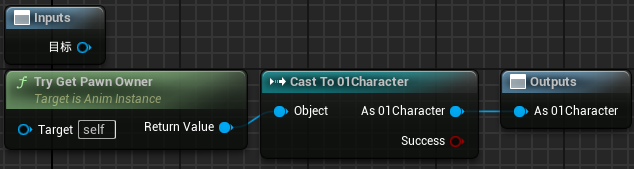 Inputs
目标
Try Get Pawn Owner
Target is Anim Instance
Target self
Return Value
Cast To 01Character
Object
As 01Character
Success
Outputs
As 01Character